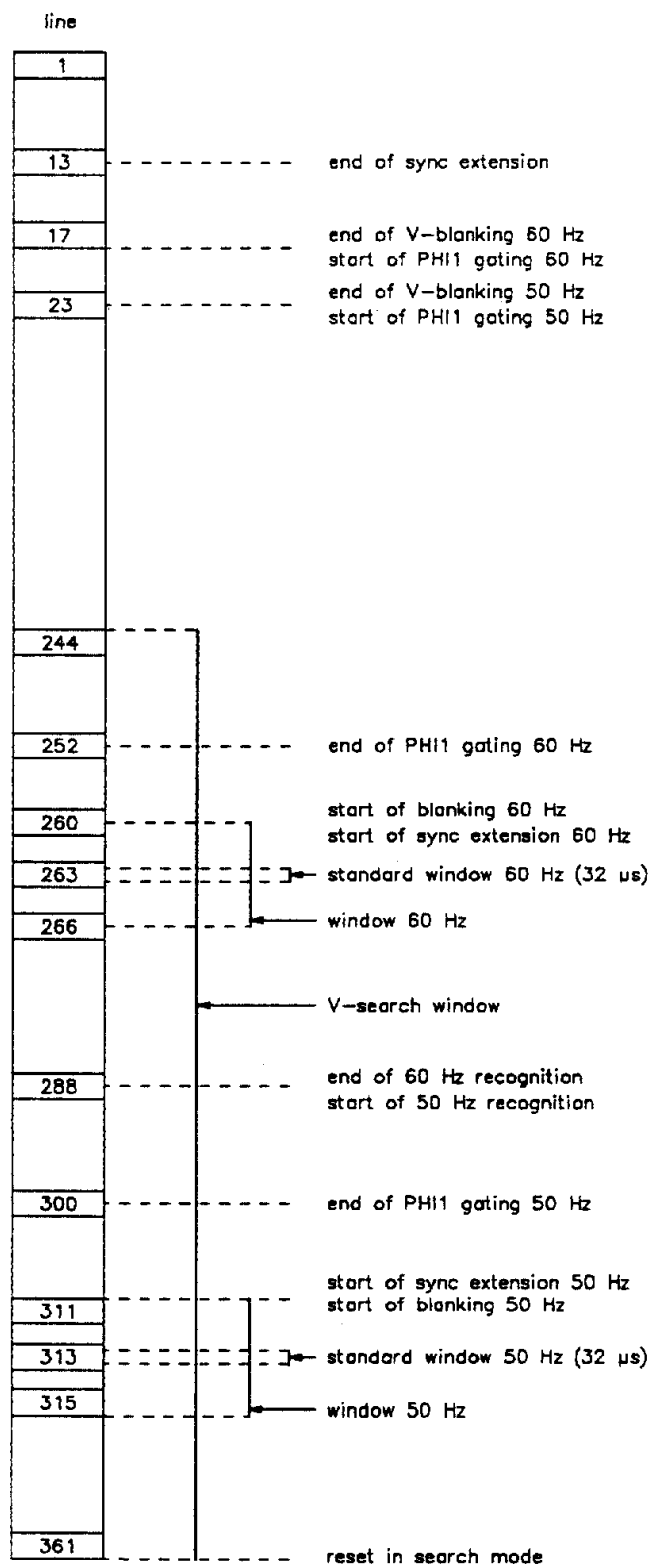 line
1
13 end of sync extension
17 end of V-blanking 60 Hz
start of PHI1 gating 60 Hz
23 end of V-blanking 50 Hz
start of PHI1 gating 50 Hz
244
252 end of PHI1 gating 60 Hz
260 start of blanking 60 Hz
start of sync extension 60 Hz
263 standard window 60 Hz (32 µs)
266 window 60 Hz
V-search window
288 end of 60 Hz recognition
start of 50 Hz recognition
300 end of PHI1 gating 50 Hz
start of sync extension 50 Hz
311 start of blanking 50 Hz
313 standard window 50 Hz (32 µs)
315 window 50 Hz
361 reset in search mode